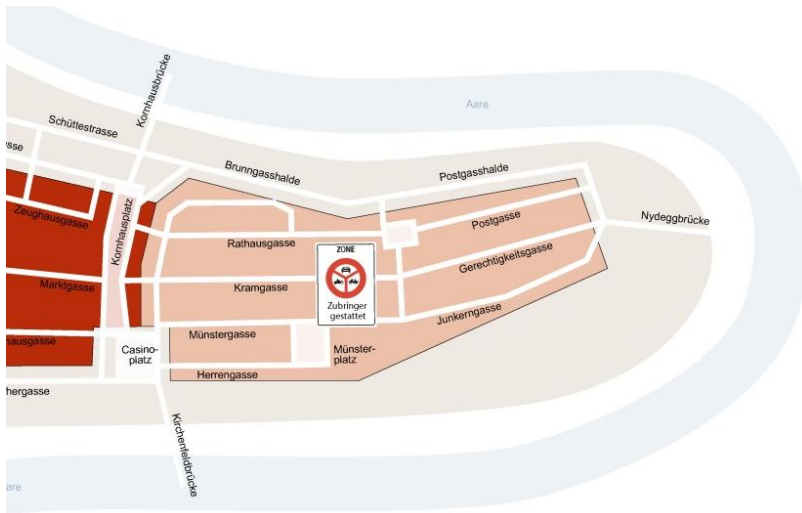 Kornhausbrücke
Aare
Schüttestrasse
sse
Brunngasshalde
Postgasshalde
Zeughausgasse
Kornhausplatz
Postgasse
Nydeggbrücke
Rathausgasse
ZONE
Gerechtigkeitsgasse
Marktgasse
Kramgasse
Zubringer
gestattet
Junkerngasse
Münstergasse
nausgasse
Casino-
platz
Münster-
platz
Herrengasse
hergasse
Kirchenfeldbrücke
are